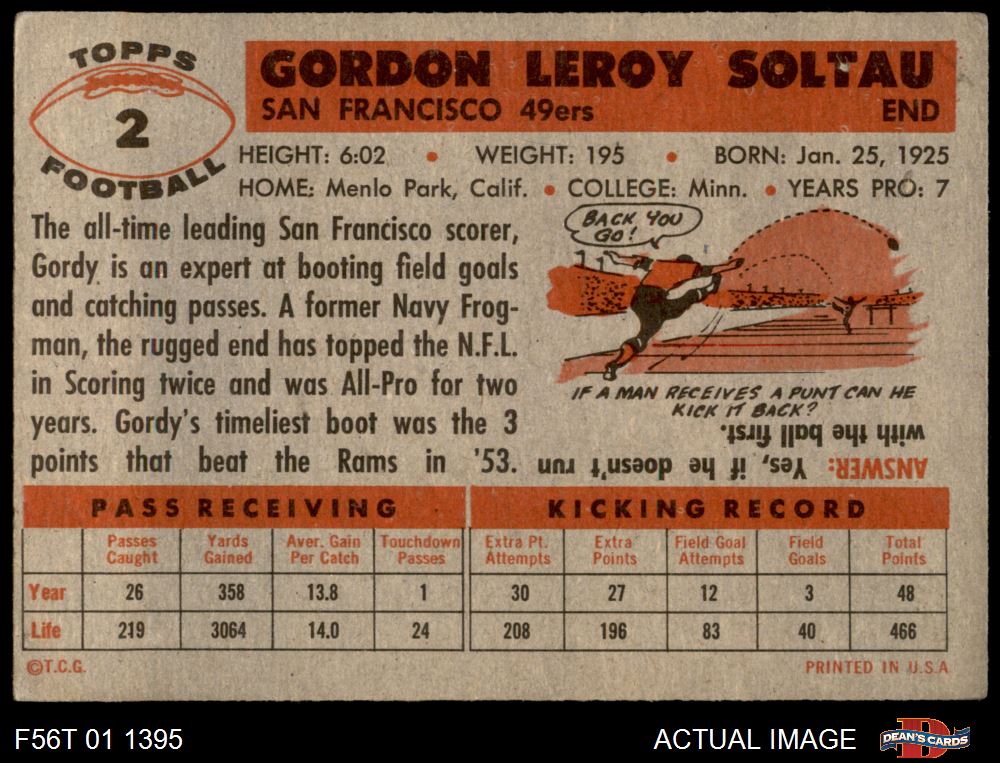 TOPPS
2
FOOTBALL
GORDON LEROY SOLTAU
SAN FRANCISCO 49ers END
HEIGHT: 6:02 • WEIGHT: 195 • BORN: Jan. 25, 1925
HOME: Menlo Park, Calif. • COLLEGE: Minn. • YEARS PRO: 7
The all-time leading San Francisco scorer,
Gordy is an expert at booting field goals
and catching passes. A former Navy Frog-
man, the rugged end has topped the N.F.L.
in Scoring twice and was All-Pro for two
years. Gordy's timeliest boot was the 3
points that beat the Rams in '53.
BACK YOU
GO!
IF A MAN RECEIVES A PUNT CAN HE
KICK IT BACK?
ANSWER: Yes, if he doesn't run
with the ball first.
PASS RECEIVING
Passes Caught Yards Gained Aver. Gain Per Catch Touchdown Passes
Year 26 358 13.8 1
Life 219 3064 14.0 24
KICKING RECORD
Extra Pt. Attempts Extra Points Field Goal Attempts Field Goals Total Points
30 27 12 3 48
208 196 83 40 466
©T.C.G. PRINTED IN U.S.A
F56T 01 1395 ACTUAL IMAGE D DEAN'S CARDS